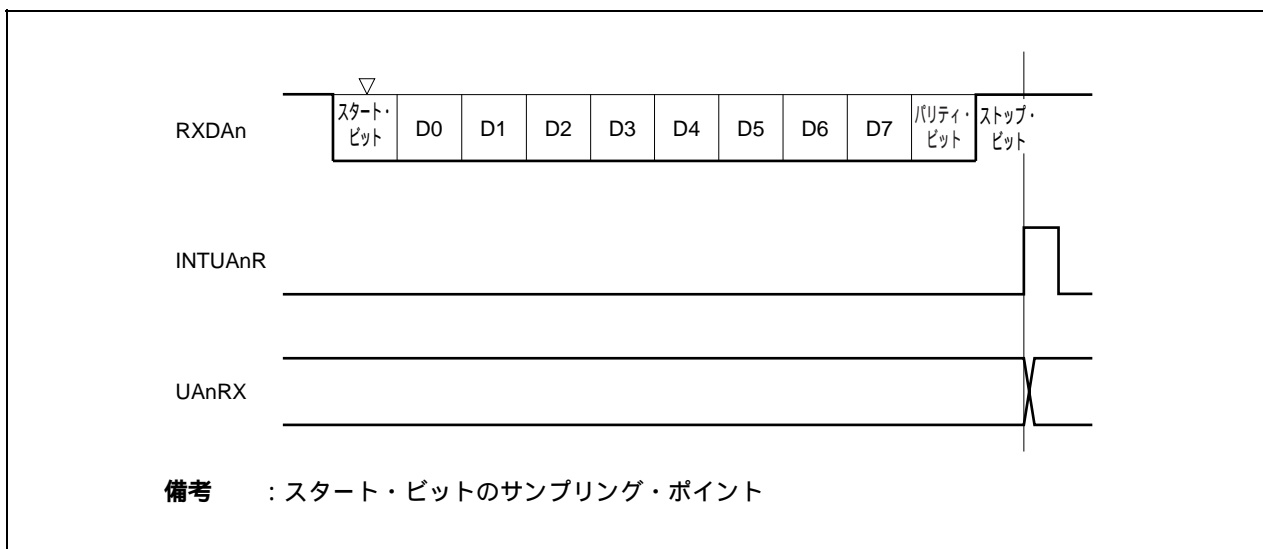 RXDAn
スタート・
ビット
D0
D1
D2
D3
D4
D5
D6
D7
パリティ・
ビット
ストップ・
ビット
INTUAnR
UAnRX
備考 ：スタート・ビットのサンプリング・ポイント